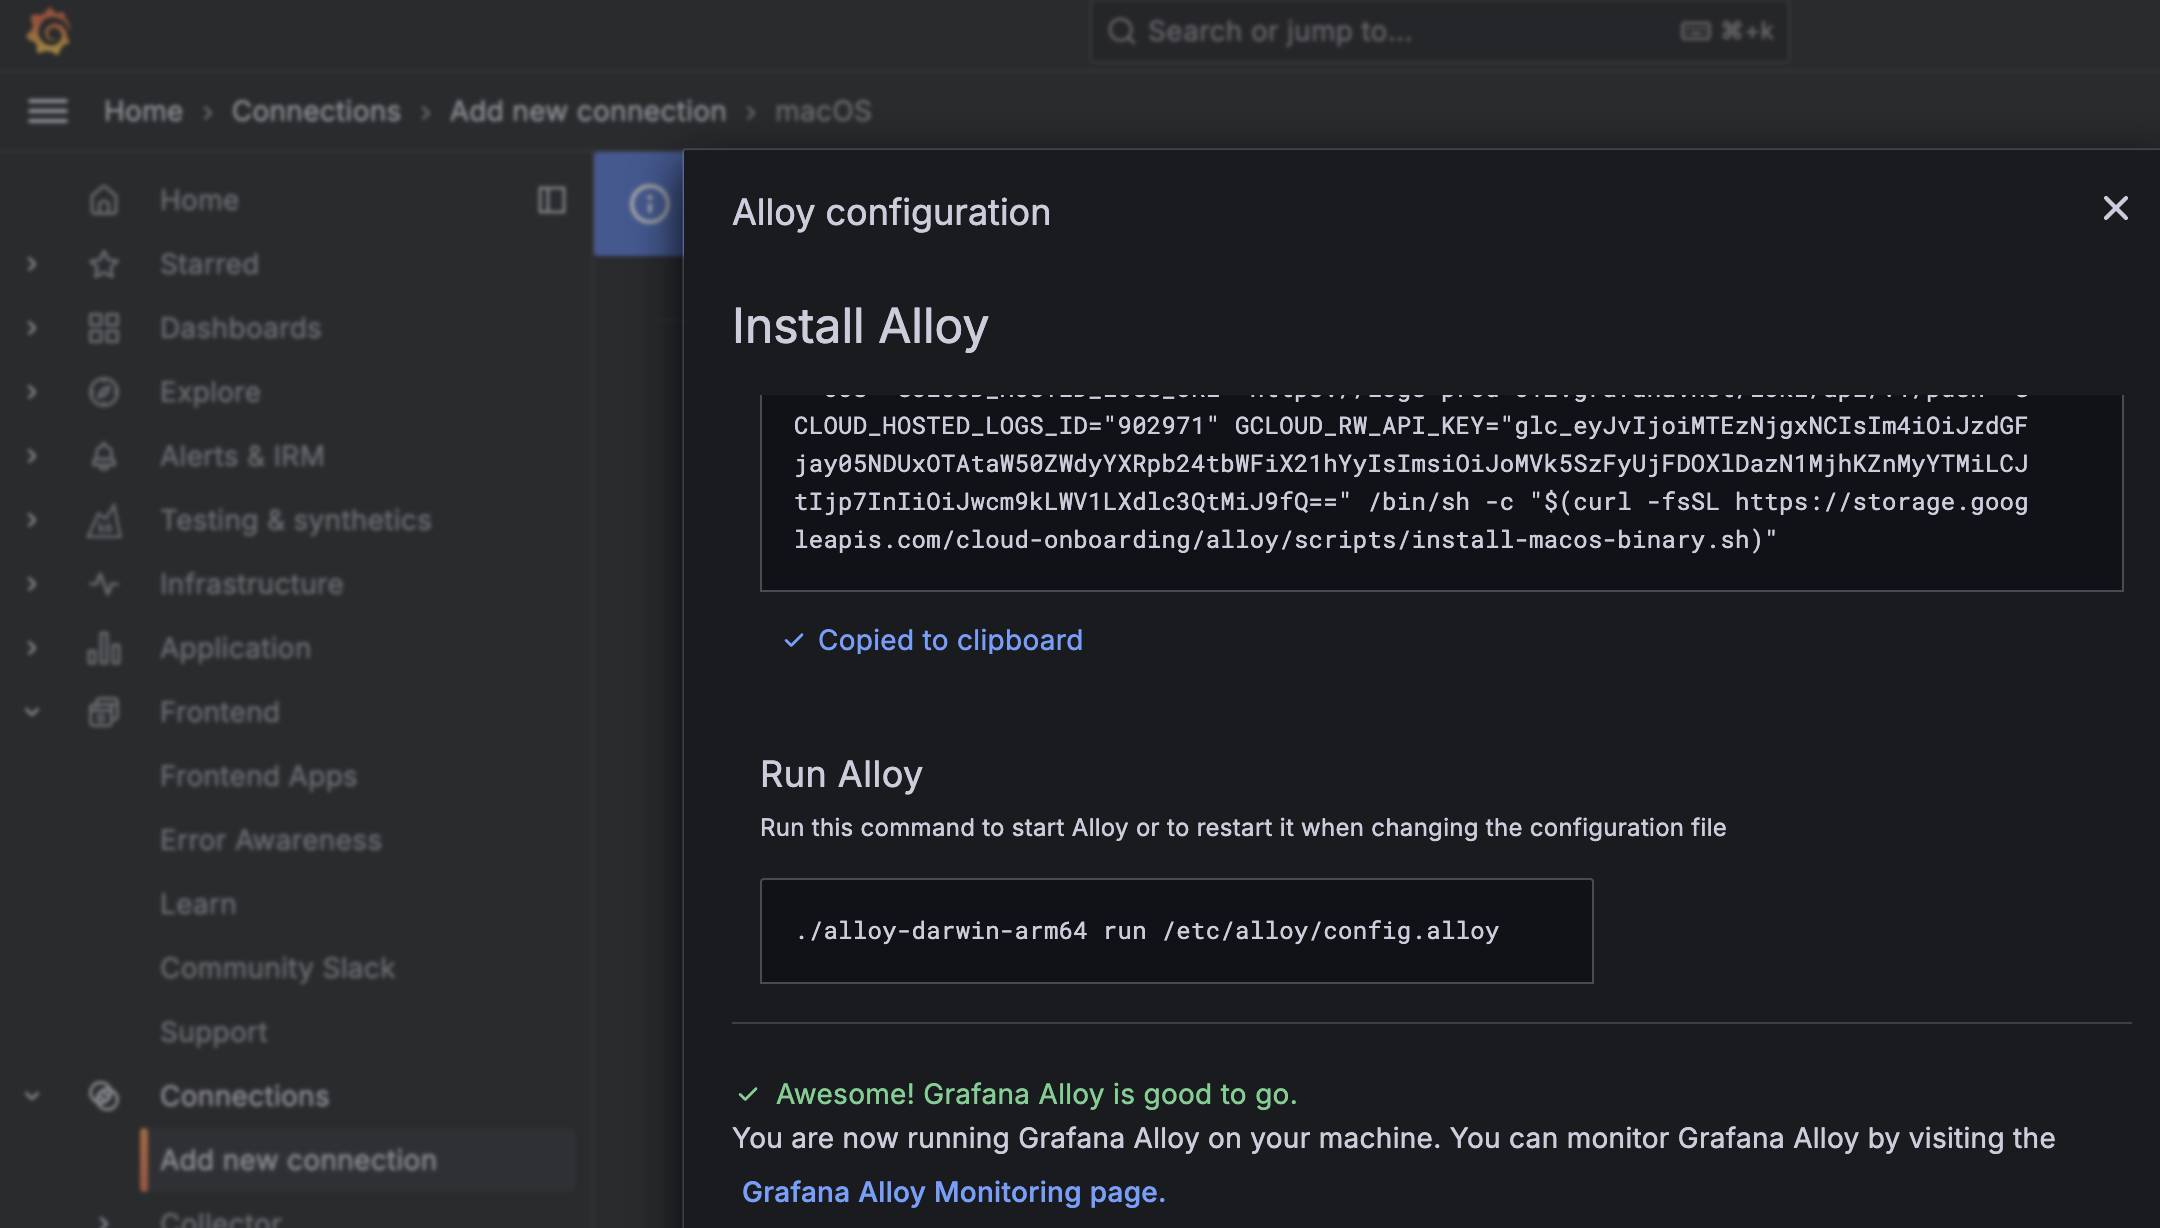 Search or jump to...
⌘+k
Home › Connections › Add new connection › macOS
Home
Starred
Dashboards
Explore
Alerts & IRM
Testing & synthetics
Infrastructure
Application
Frontend
Frontend Apps
Error Awareness
Learn
Community Slack
Support
Connections
Add new connection
Collector
Alloy configuration
Install Alloy
CLOUD_HOSTED_LOGS_ID="902971" GCLOUD_RW_API_KEY="glc_eyJvIjoiMTEzNjgxNCIsIm4iOiJzdGF
jay05NDUxOTAtaW50ZWdyYXRpb24tbWFiX21hYyIsImsiOiJoMVk5SzFyUjFDOXlDazN1MjhKZnMyYTMiLCJ
tIjp7InIiOiJwcm9kLWV1LXdlc3QtMiJ9fQ==" /bin/sh -c "$(curl -fsSL https://storage.goog
leapis.com/cloud-onboarding/alloy/scripts/install-macos-binary.sh)"
Copied to clipboard
Run Alloy
Run this command to start Alloy or to restart it when changing the configuration file
./alloy-darwin-arm64 run /etc/alloy/config.alloy
Awesome! Grafana Alloy is good to go.
You are now running Grafana Alloy on your machine. You can monitor Grafana Alloy by visiting the
Grafana Alloy Monitoring page.